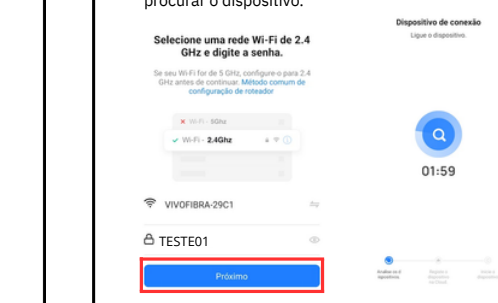 procurar o dispositivo.
Selecione uma rede Wi-Fi de 2.4
GHz e digite a senha.
Se seu Wi-Fi for de 5 GHz, configure-o para 2.4
GHz antes de continuar. Método comum de
configuração de roteador
Wi-Fi - 5Ghz
Wi-Fi - 2.4Ghz
VIVOFIBRA-29C1
TESTE01
Próximo
Dispositivo de conexão
Ligue o dispositivo.
01:59